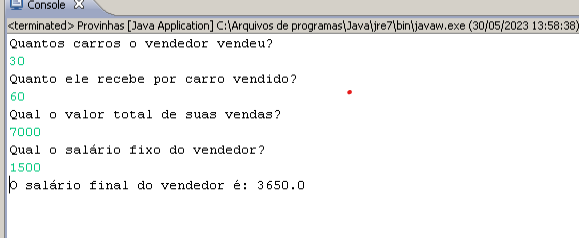 Console
<terminated> Provinhas [Java Application] C:\Arquivos de programas\Java\jre7\bin\javaw.exe (30/05/2023 13:58:38)
Quantos carros o vendedor vendeu?
30
Quanto ele recebe por carro vendido?
60
Qual o valor total de suas vendas?
7000
Qual o salário fixo do vendedor?
1500
O salário final do vendedor é: 3650.0